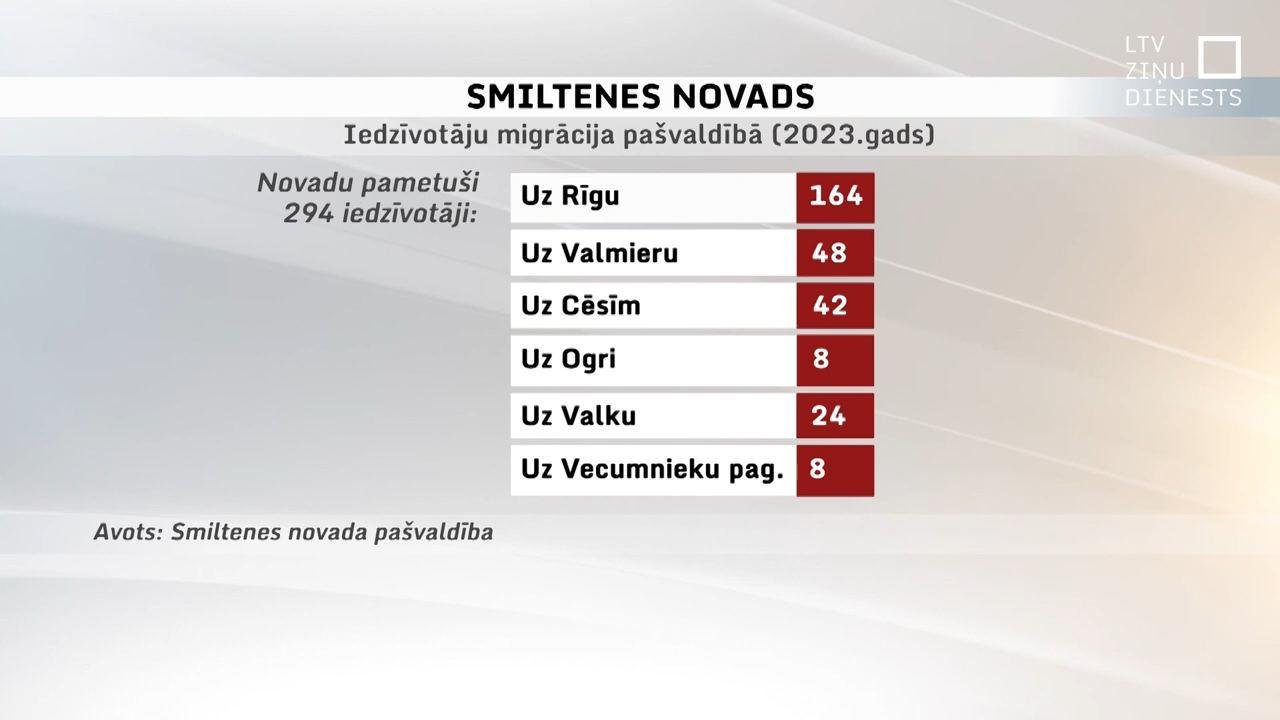 LTV
ZIŅU
DIENESTS
SMILTENES NOVADS
Iedzīvotāju migrācija pašvaldībā (2023.gads)
Novadu pametuši
294 iedzīvotāji:
Uz Rīgu 164
Uz Valmieru 48
Uz Cēsīm 42
Uz Ogri 8
Uz Valku 24
Uz Vecumnieku pag. 8
Avots: Smiltenes novada pašvaldība